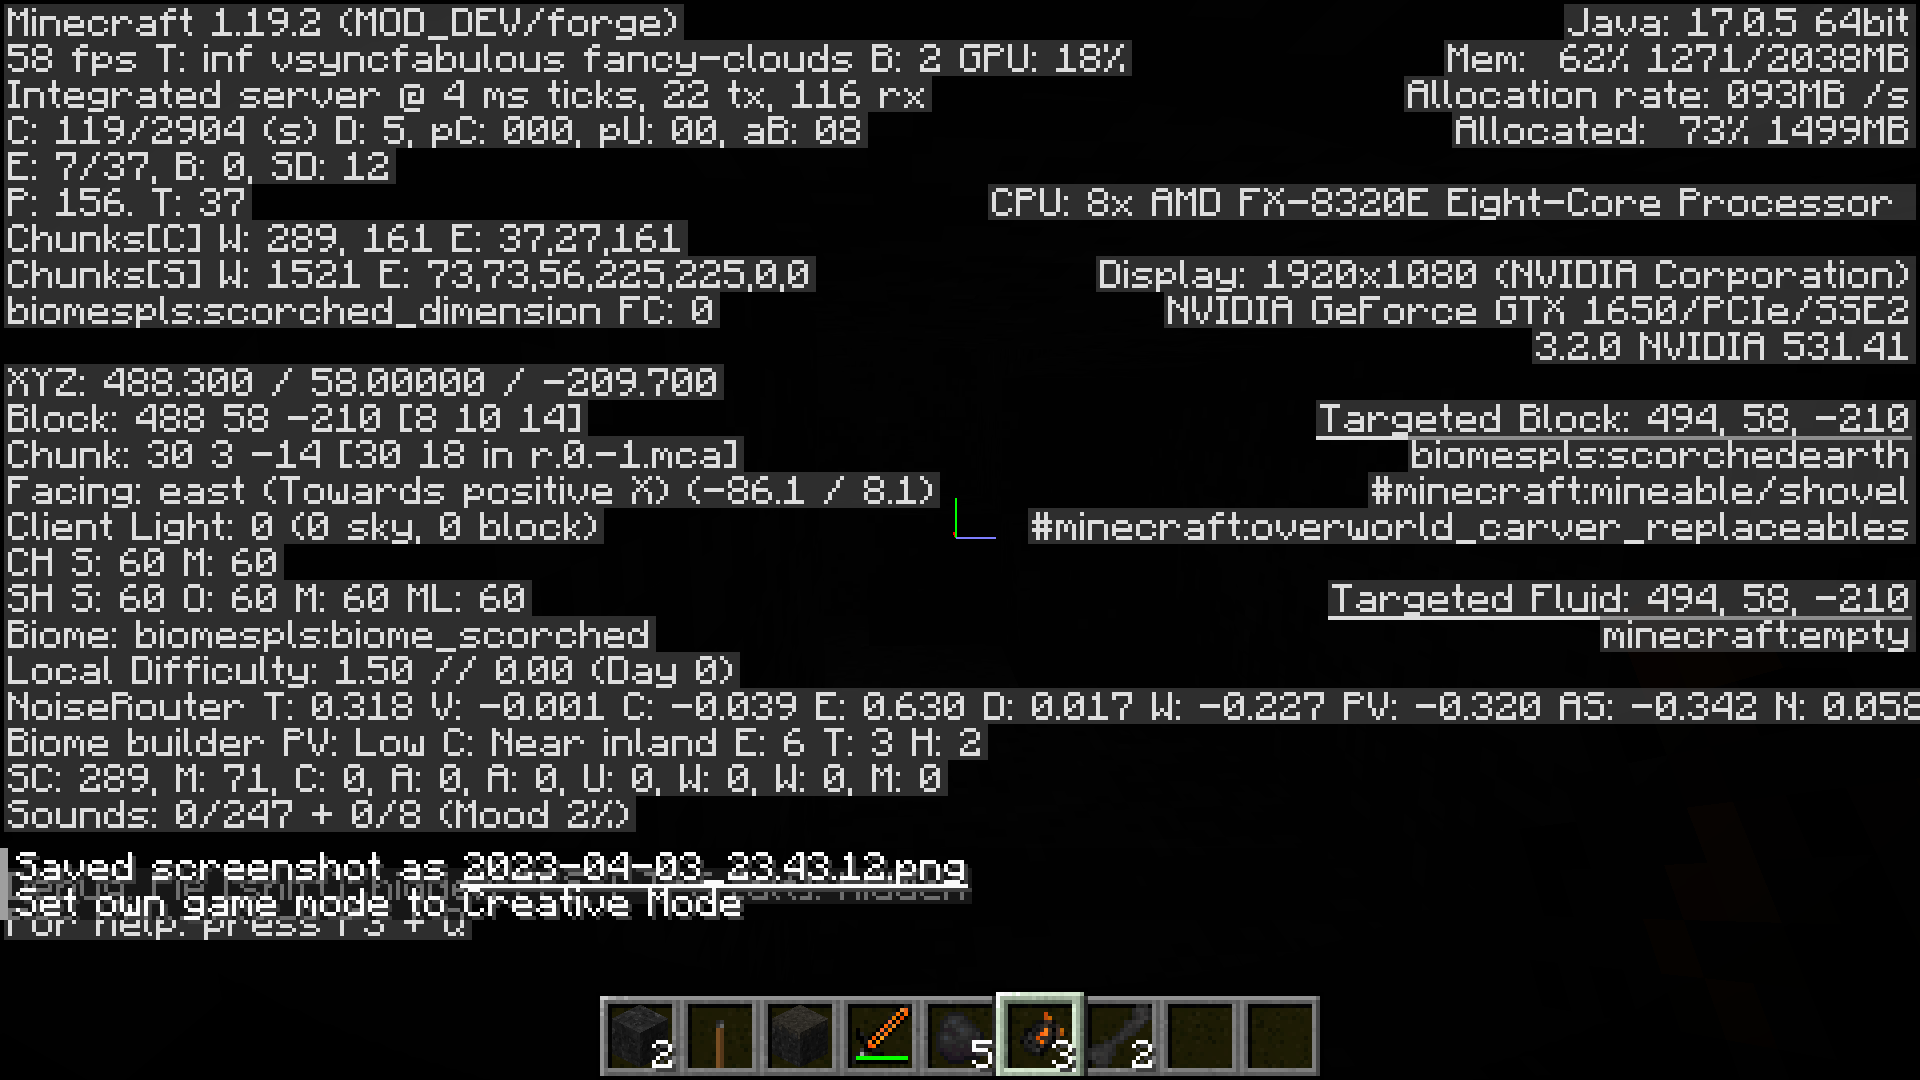 Minecraft 1.19.2 (MOD_DEV/forge)
58 fps T: inf vsyncfabulous fancy-clouds B: 2 GPU: 18%
Integrated server @ 4 ms ticks, 22 tx, 116 rx
C: 119/2904 (s) D: 5, pC: 000, pU: 00, aB: 08
E: 7/37, B: 0, SD: 12
P: 156. T: 37
Chunks[C] W: 289, 161 E: 37,27,161
Chunks[S] W: 1521 E: 73,73,56,225,225,0,0
biomespls:scorched_dimension FC: 0
XYZ: 488.300 / 58.00000 / -209.700
Block: 488 58 -210 [8 10 14]
Chunk: 30 3 -14 [30 18 in r.0.-1.mca]
Facing: east (Towards positive X) (-86.1 / 8.1)
Client Light: 0 (0 sky, 0 block)
CH S: 60 M: 60
SH S: 60 O: 60 M: 60 ML: 60
Biome: biomespls:biome_scorched
Local Difficulty: 1.50 // 0.00 (Day 0)
NoiseRouter T: 0.318 V: -0.001 C: -0.039 E: 0.630 D: 0.017 W: -0.227 PV: -0.320 AS: -0.342 N: 0.058
Biome builder PV: Low C: Near inland E: 6 T: 3 H: 2
SC: 289, M: 71, C: 0, A: 0, A: 0, U: 0, W: 0, W: 0, M: 0
Sounds: 0/247 + 0/8 (Mood 2%)
Saved screenshot as 2023-04-03_23.43.12.png
Set own game mode to Creative Mode
For help: press F3 + Q
Java: 17.0.5 64bit
Mem: 62% 1271/2038MB
Allocation rate: 093MB /s
Allocated: 73% 1499MB
CPU: 8x AMD FX-8320E Eight-Core Processor
Display: 1920x1080 (NVIDIA Corporation)
NVIDIA GeForce GTX 1650/PCIe/SSE2
3.2.0 NVIDIA 531.41
Targeted Block: 494, 58, -210
biomespls:scorchedearth
#minecraft:mineable/shovel
#minecraft:overworld_carver_replaceables
Targeted Fluid: 494, 58, -210
minecraft:empty
2
5
3
2